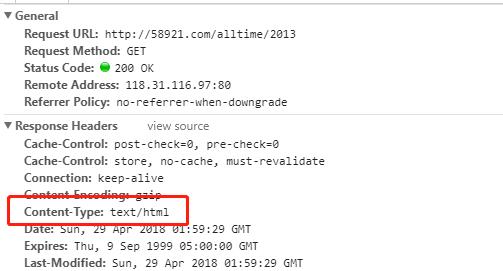 General
Request URL: http://58921.com/alltime/2013
Request Method: GET
Status Code: 200 OK
Remote Address: 118.31.116.97:80
Referrer Policy: no-referrer-when-downgrade
Response Headers view source
Cache-Control: post-check=0, pre-check=0
Cache-Control: store, no-cache, must-revalidate
Connection: keep-alive
Content-Encoding: gzip
Content-Type: text/html
Date: Sun, 29 Apr 2018 01:59:29 GMT
Expires: Thu, 9 Sep 1999 05:00:00 GMT
Last-Modified: Sun, 29 Apr 2018 01:59:29 GMT